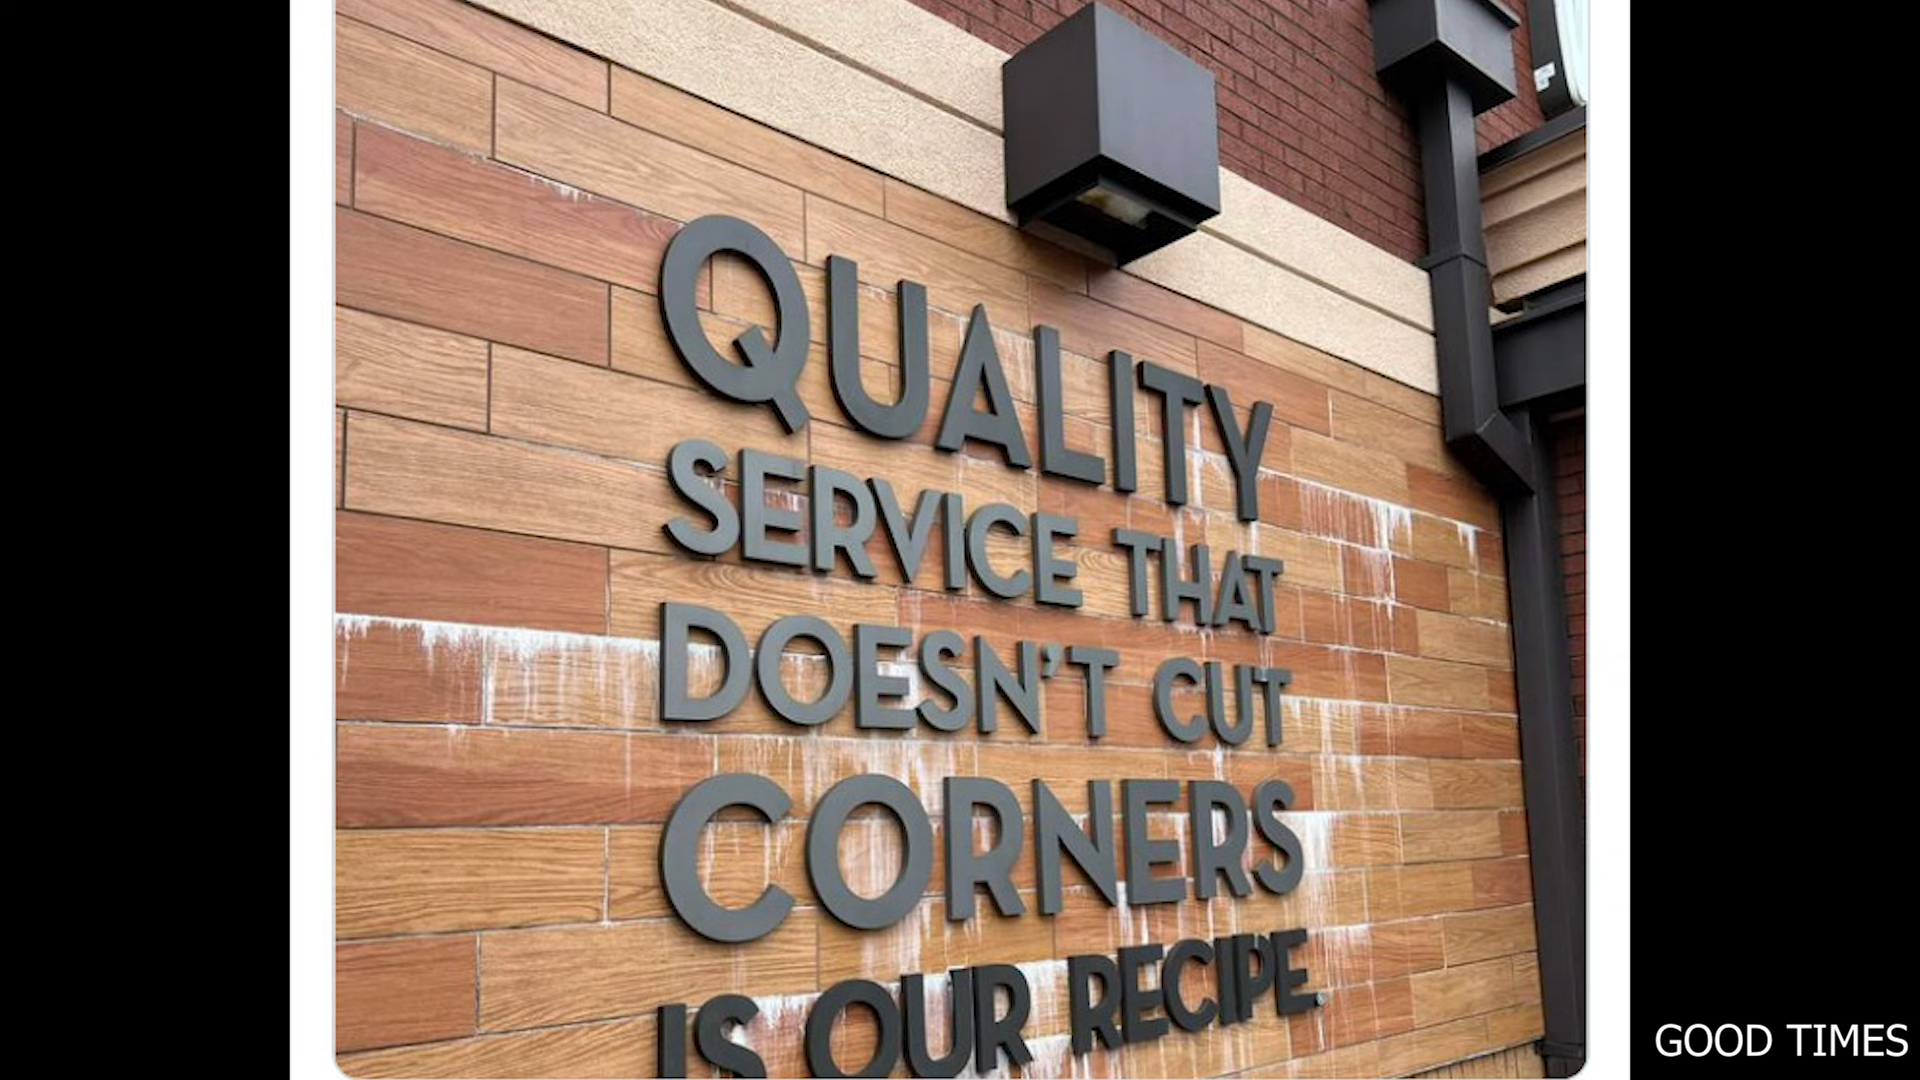 QUALITY
SERVICE THAT
DOESN'T CUT
CORNERS
IS OUR RECIPE.
GOOD TIMES